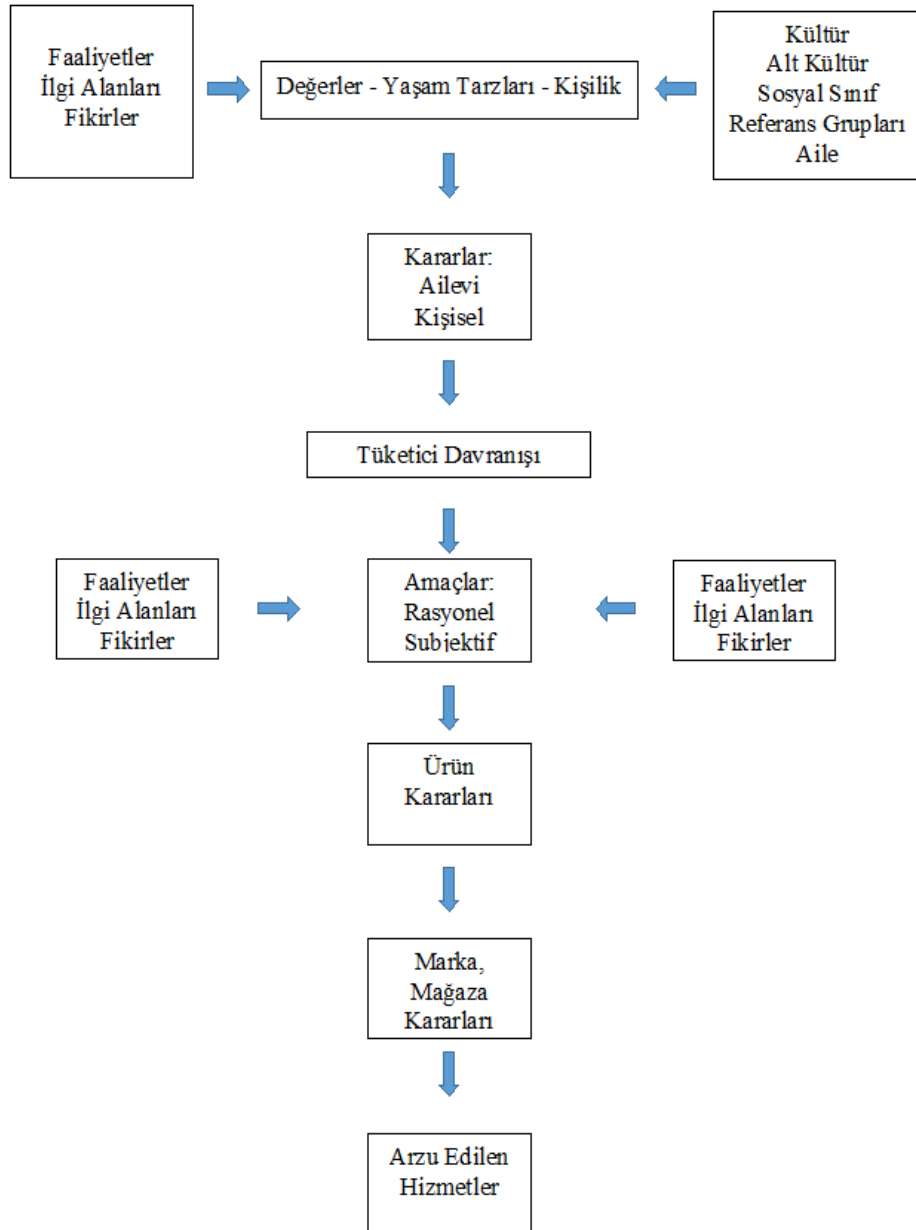 Faaliyetler
İlgi Alanları
Fikirler
Değerler - Yaşam Tarzları - Kişilik
Kültür
Alt Kültür
Sosyal Sınıf
Referans Grupları
Aile
Kararlar:
Ailevi
Kişisel
Tüketici Davranışı
Faaliyetler
İlgi Alanları
Fikirler
Amaçlar:
Rasyonel
Subjektif
Faaliyetler
İlgi Alanları
Fikirler
Ürün
Kararları
Marka,
Mağaza
Kararları
Arzu Edilen
Hizmetler